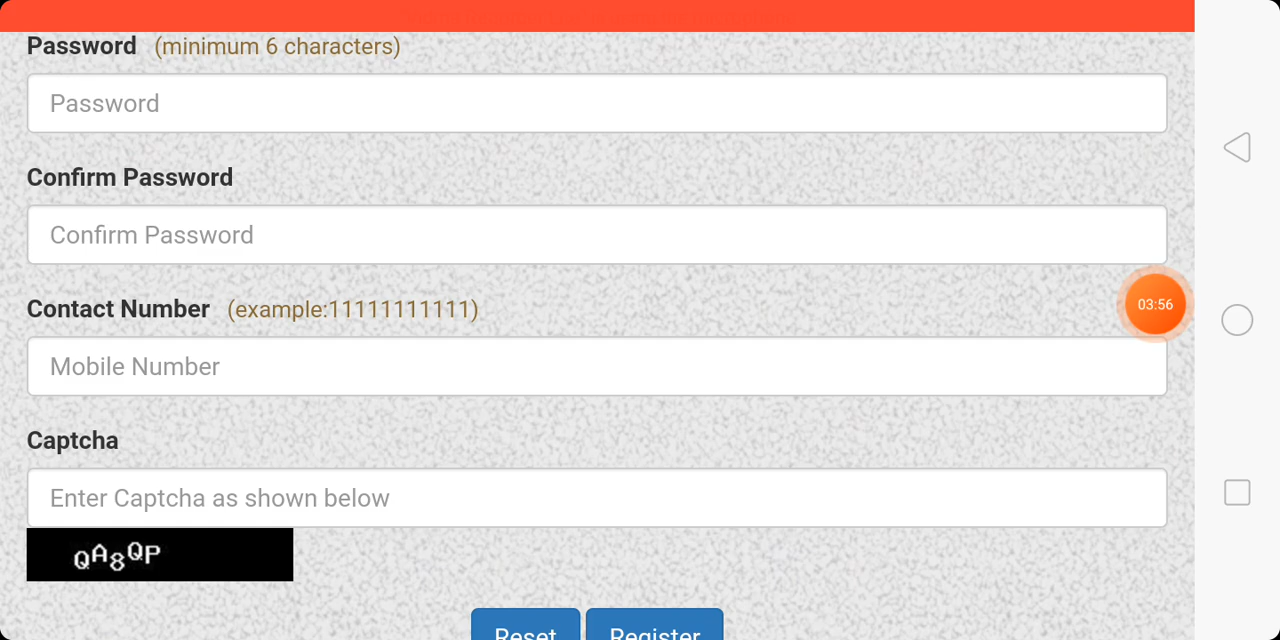 Password (minimum 6 characters)
Password
Confirm Password
Confirm Password
Contact Number (example:11111111111)
03:56
Mobile Number
Captcha
Enter Captcha as shown below
QA8QP
Reset Register